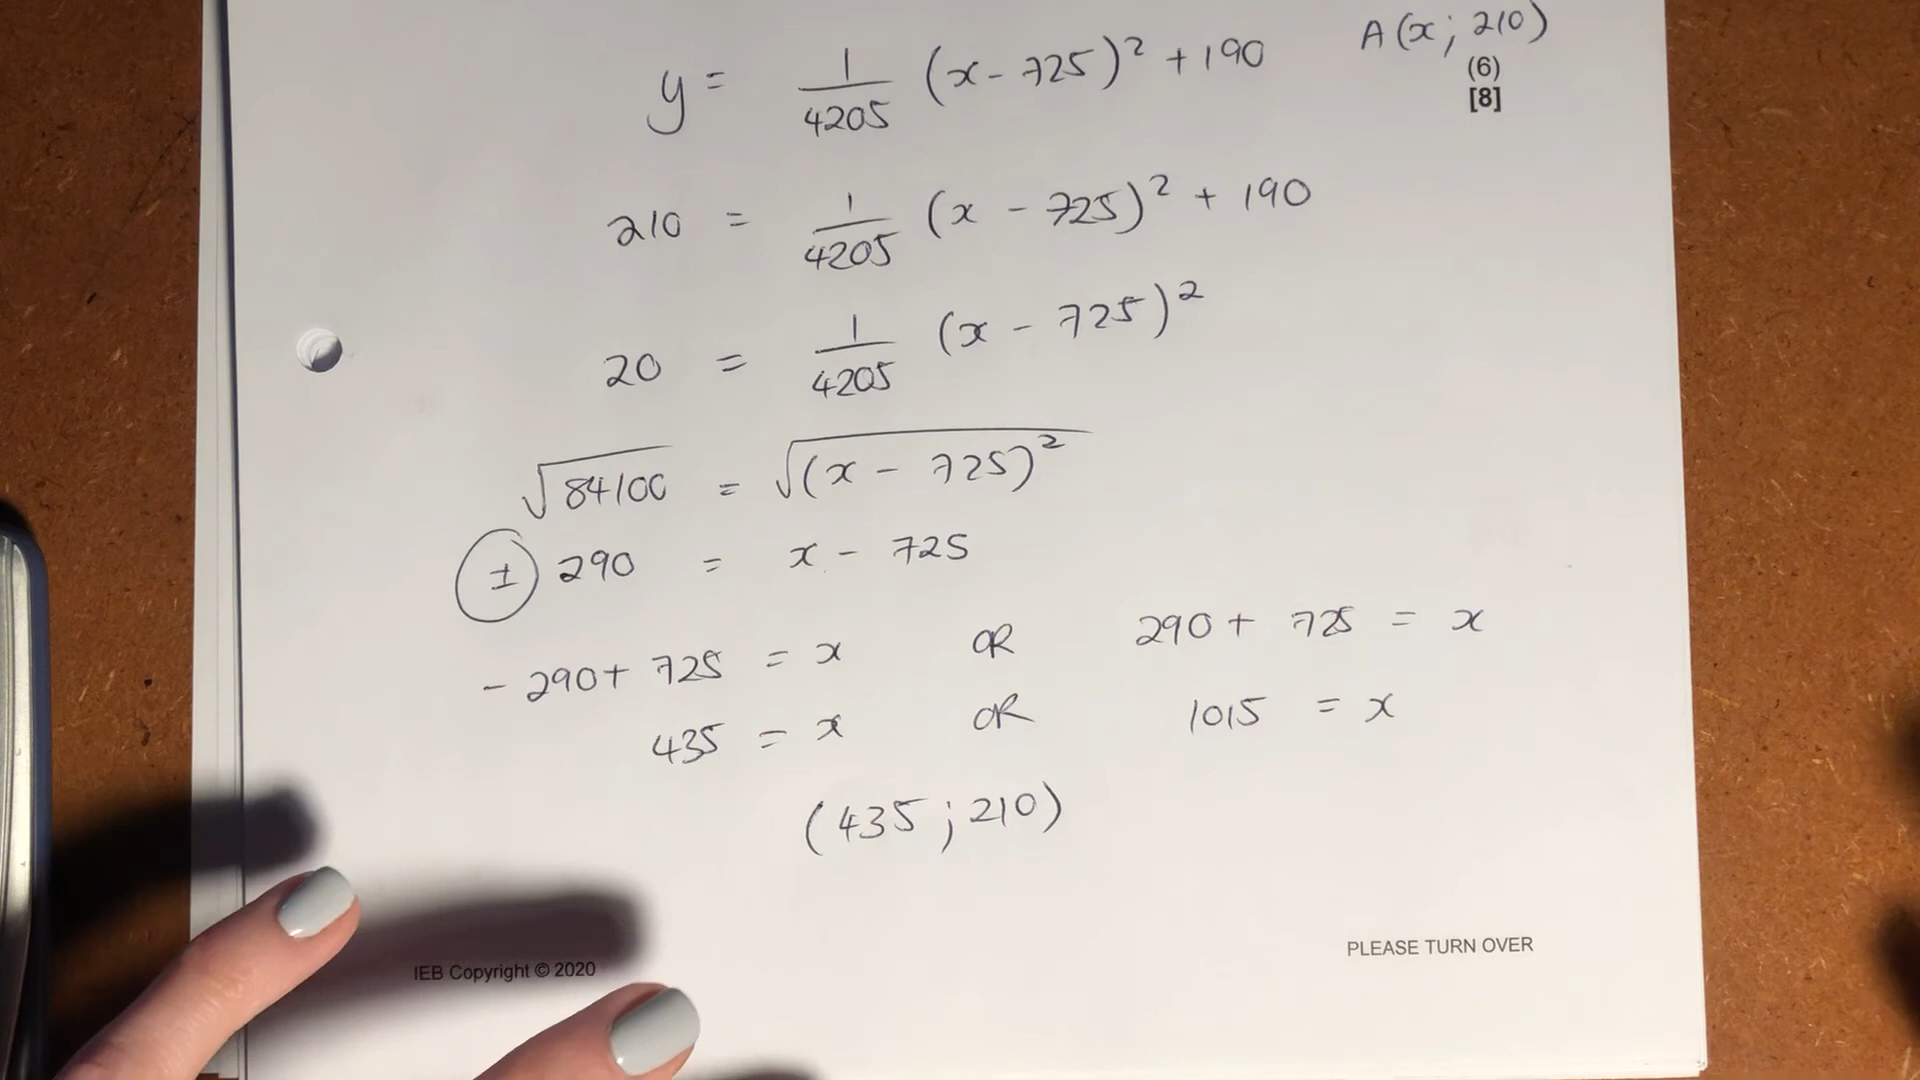 y = 1/4205 (x - 725)² + 190 A(x; 210)
(6)
[8]
210 = 1/4205 (x - 725)² + 190
20 = 1/4205 (x - 725)²
√84100 = √(x - 725)²
± 290 = x - 725
- 290 + 725 = x OR 290 + 725 = x
435 = x OR 1015 = x
(435 ; 210)
PLEASE TURN OVER
IEB Copyright © 2020